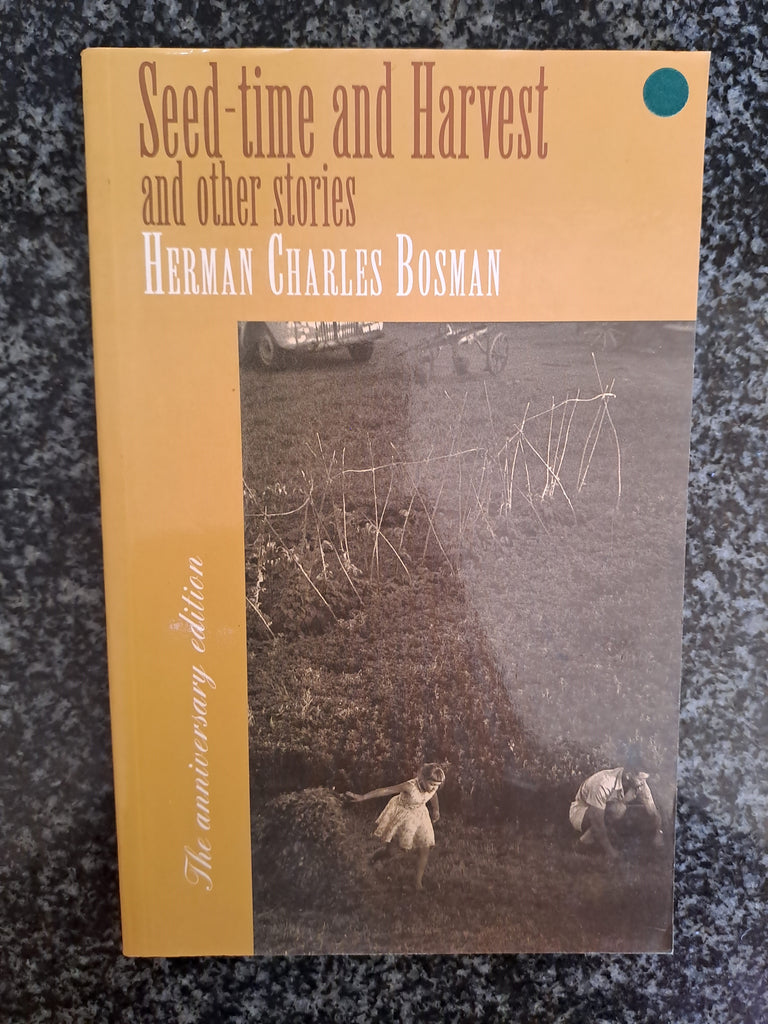 Seed-time and Harvest
and other stories
HERMAN CHARLES BOSMAN
The anniversary edition